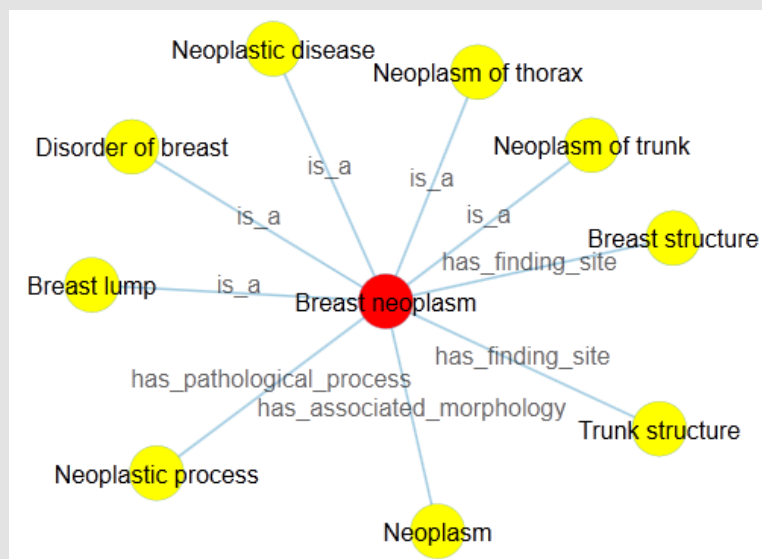 Neoplastic disease
Neoplasm of thorax
Disorder of breast
Neoplasm of trunk
is_a
is_a
is_a
is_a
Breast structure
has_finding_site
Breast lump
is_a
Breast neoplasm
has_finding_site
has_pathological_process
has_associated_morphology
Trunk structure
Neoplastic process
Neoplasm